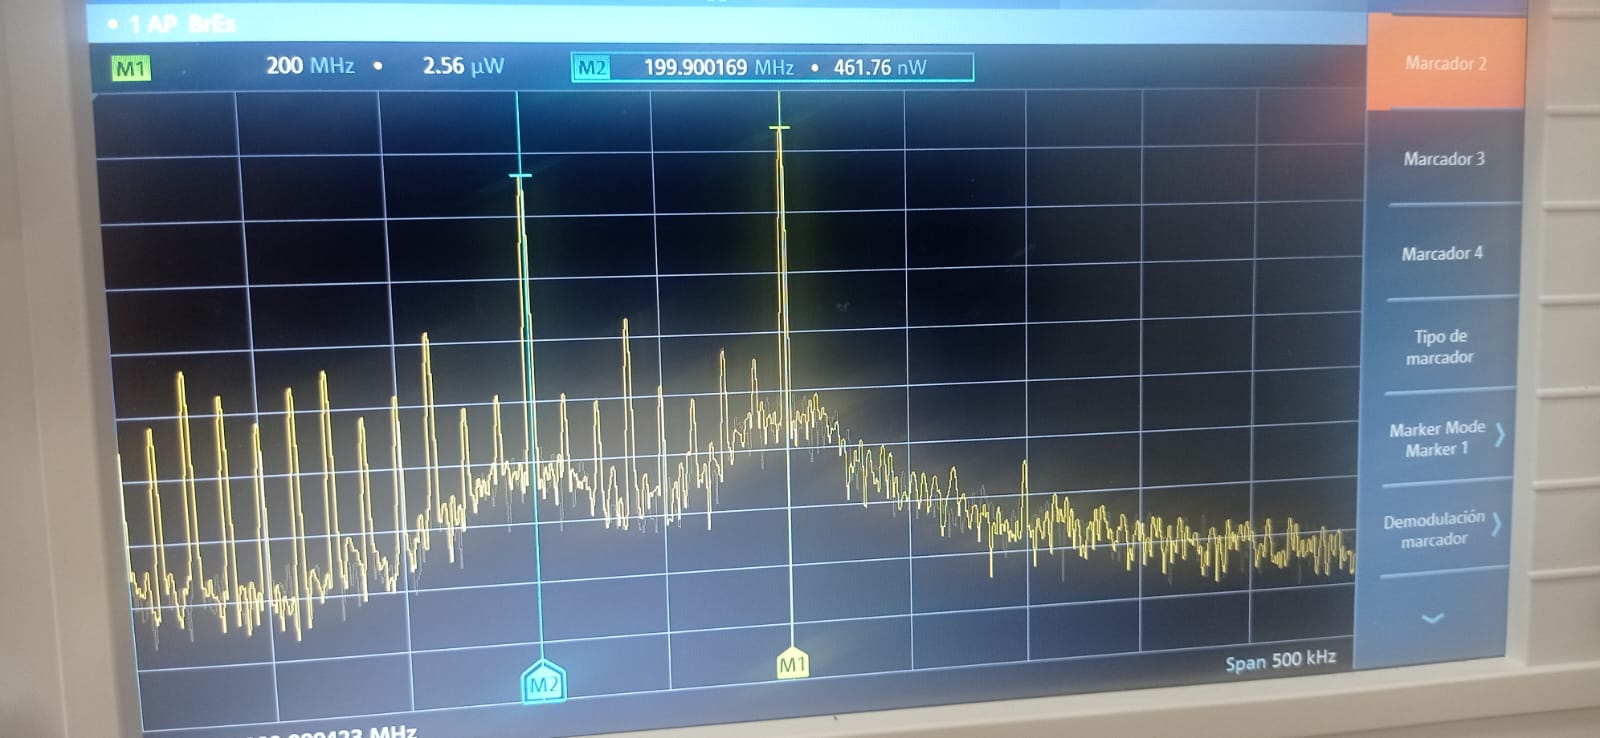 • 1 AP BrEs
M1 200 MHz • 2.56 µW M2 199.900169 MHz • 461.76 nW
Marcador 2
Marcador 3
Marcador 4
Tipo de
marcador
Marker Mode
Marker 1
Demodulación
marcador
M2
M1
Span 500 kHz
MHz